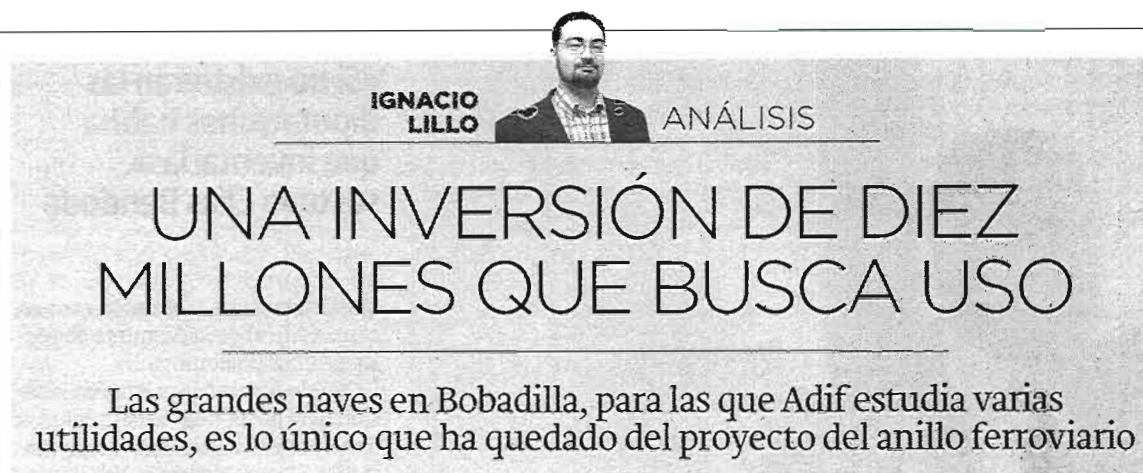 IGNACIO
LILLO
ANÁLISIS
UNA INVERSIÓN DE DIEZ
MILLONES QUE BUSCA USO
Las grandes naves en Bobadilla, para las que Adif estudia varias
utilidades, es lo único que ha quedado del proyecto del anillo ferroviario